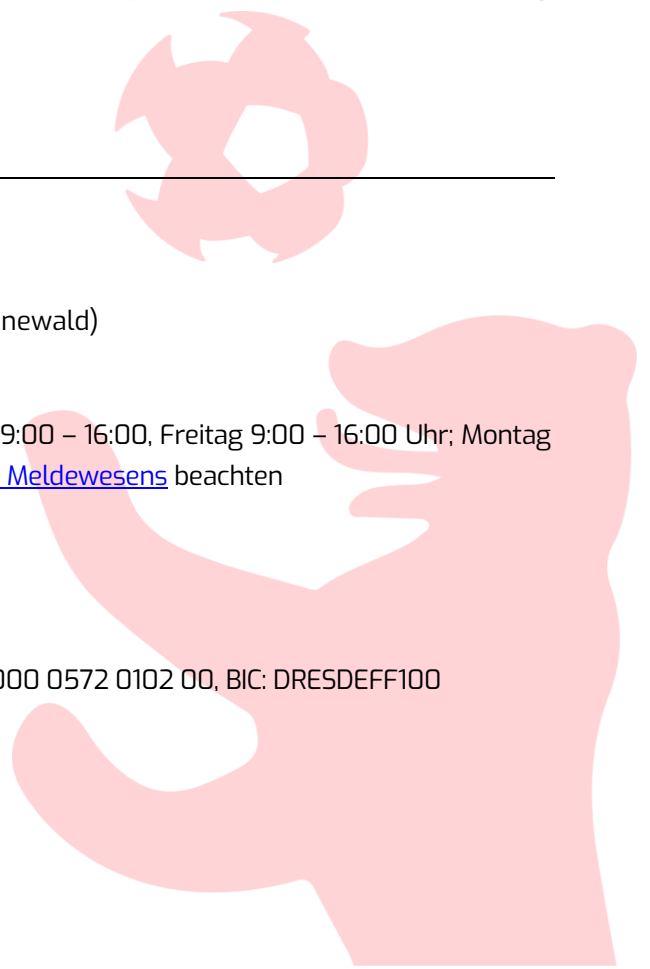 newald)
9:00 – 16:00, Freitag 9:00 – 16:00 Uhr; Montag
Meldewesens beachten
000 0572 0102 00, BIC: DRESDEFF100